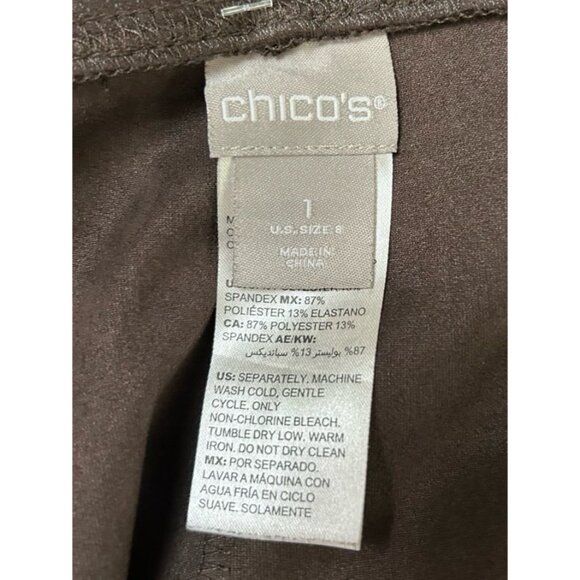 chico's®
1
U.S. SIZE 8
MADE IN
CHINA
SPANDEX MX: 87%
POLIÉSTER 13% ELASTANO
CA: 87% POLYESTER 13%
SPANDEX AE/KW:
87% بوليستر 13% سباندیکس
US: SEPARATELY. MACHINE
WASH COLD, GENTLE
CYCLE, ONLY
NON-CHLORINE BLEACH.
TUMBLE DRY LOW. WARM
IRON. DO NOT DRY CLEAN
MX: POR SEPARADO.
LAVAR A MÁQUINA CON
AGUA FRÍA EN CICLO
SUAVE. SOLAMENTE